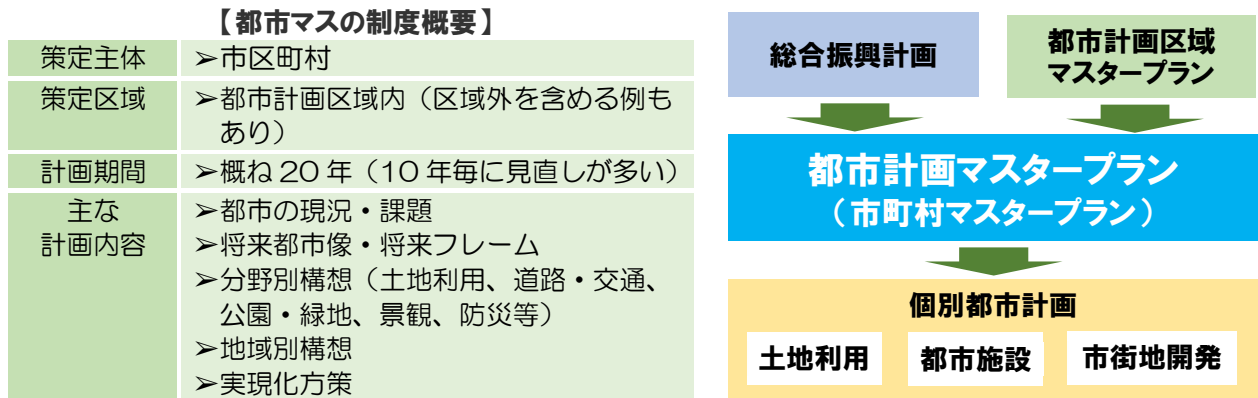 【都市マスの制度概要】
策定主体
➢市区町村
策定区域
➢都市計画区域内（区域外を含める例も
あり）
計画期間
➢概ね20年（10年毎に見直しが多い）
主な
計画内容
➢都市の現況・課題
➢将来都市像・将来フレーム
➢分野別構想（土地利用、道路・交通、
公園・緑地、景観、防災等）
➢地域別構想
➢実現化方策
総合振興計画
都市計画区域
マスタープラン
都市計画マスタープラン
（市町村マスタープラン）
個別都市計画
土地利用
都市施設
市街地開発